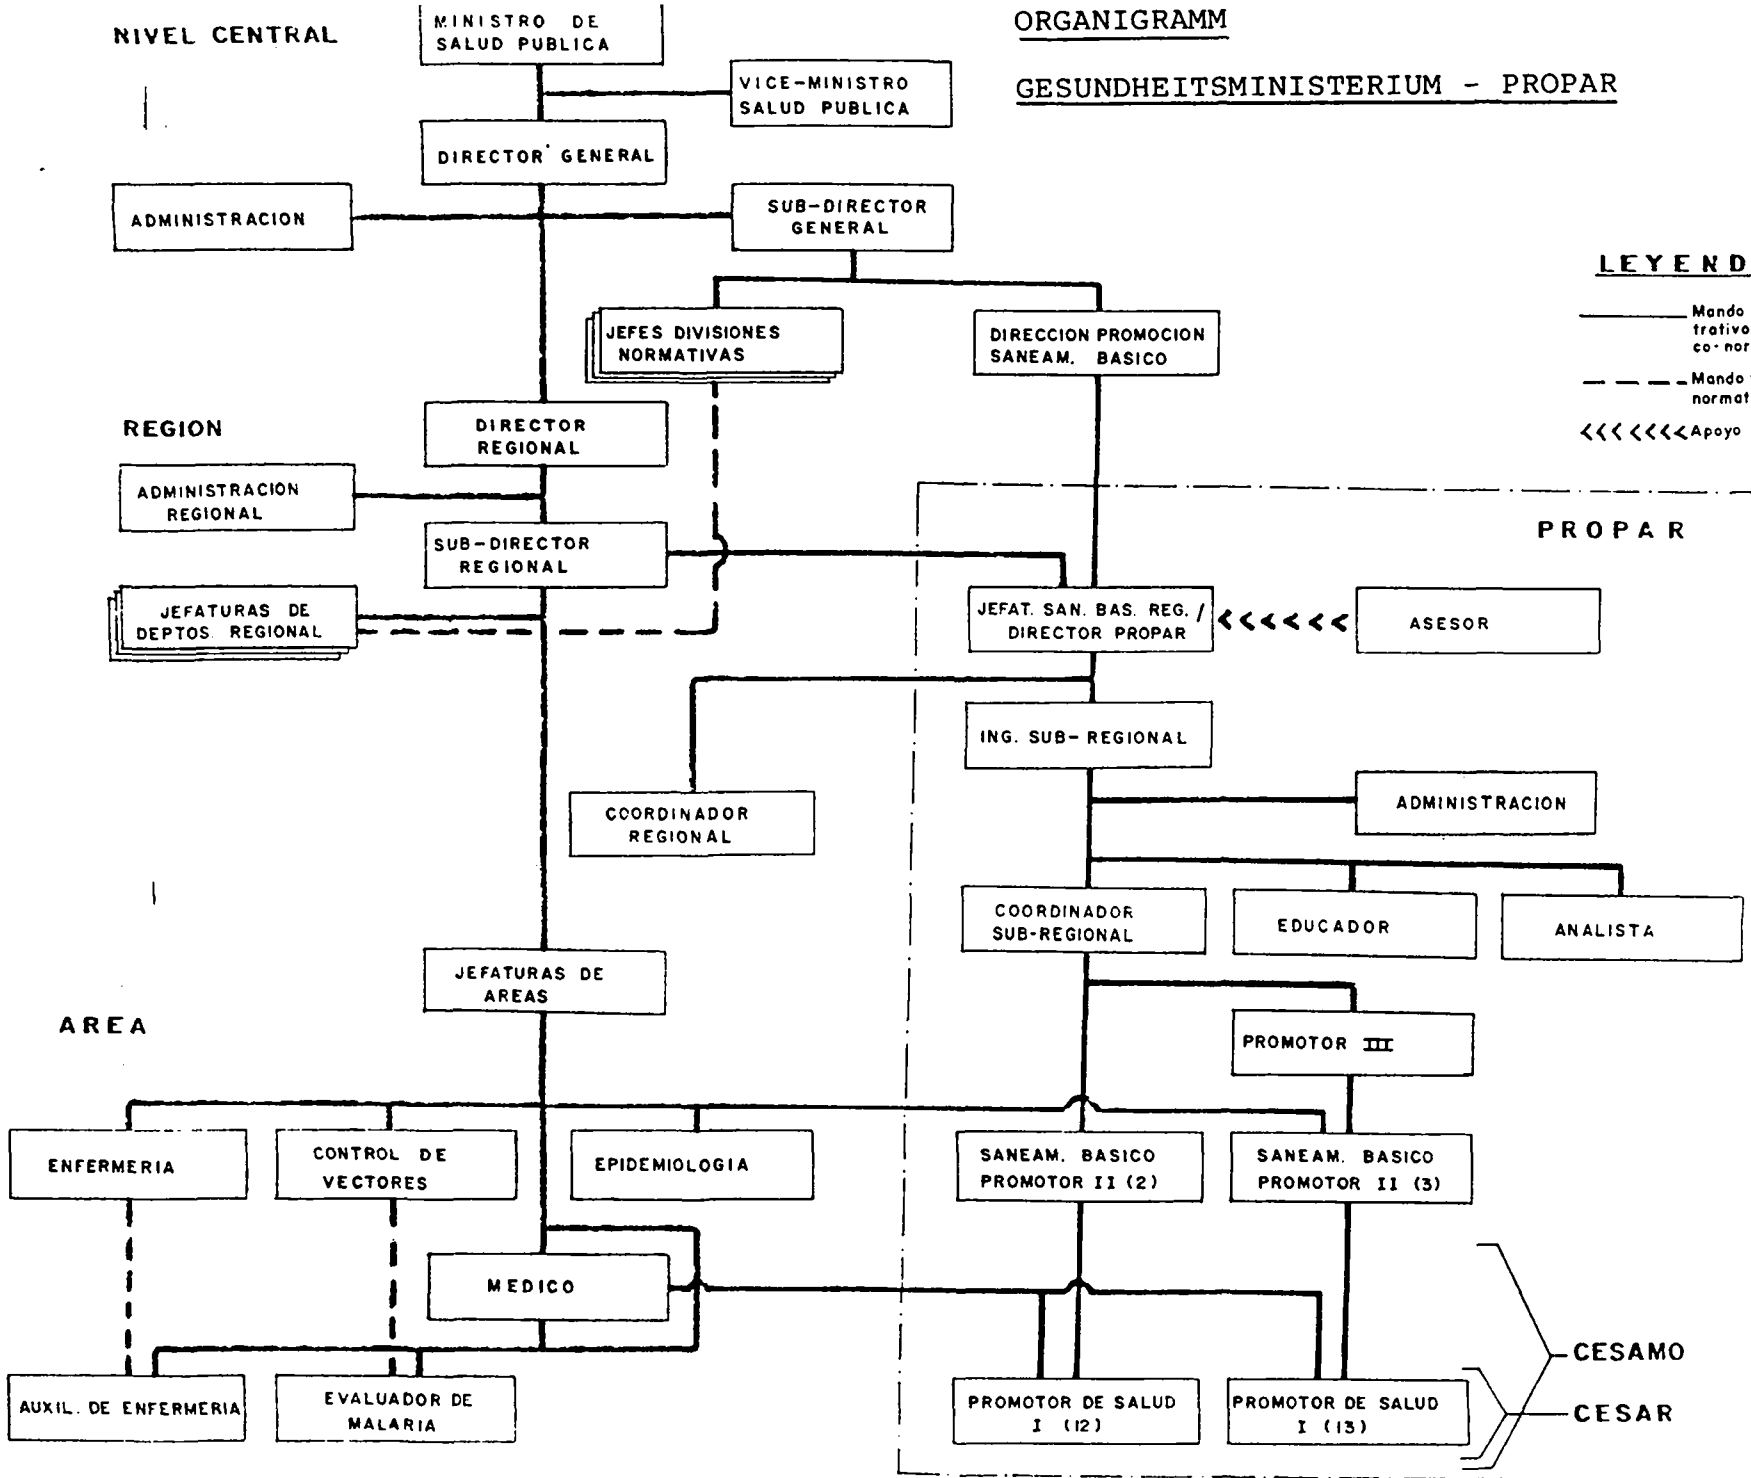 NIVEL CENTRAL
MINISTRO DE
SALUD PUBLICA
ORGANIGRAMM
GESUNDHEITSMINISTERIUM - PROPAR
VICE-MINISTRO
SALUD PUBLICA
DIRECTOR GENERAL
ADMINISTRACION
SUB-DIRECTOR
GENERAL
LEYEND
Mando
trativo
co-nor
Mando
normat
Apoyo
JEFES DIVISIONES
NORMATIVAS
DIRECCION PROMOCION
SANEAM. BASICO
REGION
DIRECTOR
REGIONAL
ADMINISTRACION
REGIONAL
SUB-DIRECTOR
REGIONAL
PROPAR
JEFATURAS DE
DEPTOS. REGIONAL
JEFAT. SAN. BAS. REG. /
DIRECTOR PROPAR
ASESOR
ING. SUB-REGIONAL
COORDINADOR
REGIONAL
ADMINISTRACION
COORDINADOR
SUB-REGIONAL
EDUCADOR
ANALISTA
JEFATURAS DE
AREAS
AREA
PROMOTOR III
ENFERMERIA
CONTROL DE
VECTORES
EPIDEMIOLOGIA
SANEAM. BASICO
PROMOTOR II (2)
SANEAM. BASICO
PROMOTOR II (3)
MEDICO
CESAMO
CESAR
AUXIL. DE ENFERMERIA
EVALUADOR DE
MALARIA
PROMOTOR DE SALUD
I (12)
PROMOTOR DE SALUD
I (13)